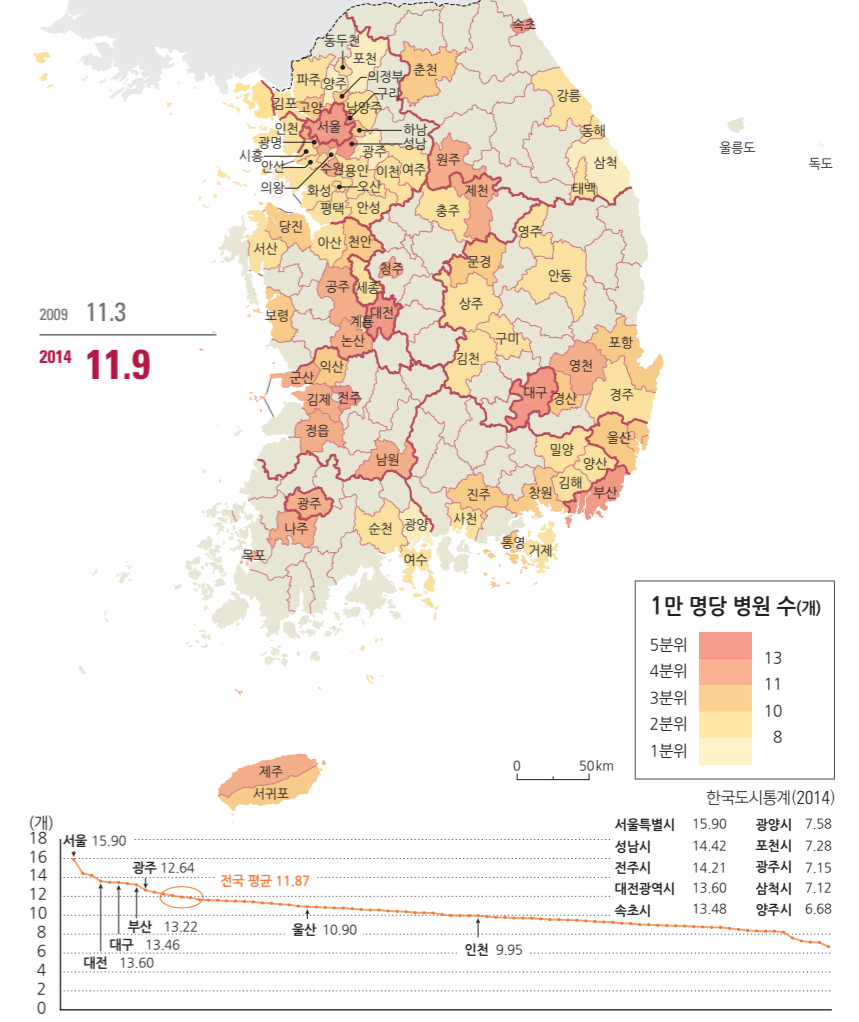 속초
동두천
포천
춘천
파주 양주 의정부
구리
강릉
김포 고양 남양주
인천 서울 하남
동해
광명 성남
울릉도
시흥 광주
원주
삼척
독도
안산 수원 용인 이천 여주
의왕 화성 오산
제천
태백
평택 안성
충주
당진
영주
서산
아산 천안
문경
청주
안동
공주 세종
상주
2009 11.3
보령
대전
계룡
논산
구미
포항
2014 11.9
김천
익산
영천
군산
김제 전주
대구 경산 경주
정읍
울산
남원
밀양
양산
김해
진주 창원 부산
광주
나주
순천 광양 사천
통영 거제
목포
여수
1만 명당 병원 수(개)
5분위
13
4분위
11
3분위
10
2분위
8
1분위
제주
서귀포
0 50km
한국도시통계(2014)
(개)
18
16
14
12
10
8
6
4
2
0
서울 15.90
광주 12.64
전국 평균 11.87
부산 13.22
대구 13.46
대전 13.60
울산 10.90
인천 9.95
서울특별시 15.90 광양시 7.58
성남시 14.42 포천시 7.28
전주시 14.21 광주시 7.15
대전광역시 13.60 삼척시 7.12
속초시 13.48 양주시 6.68